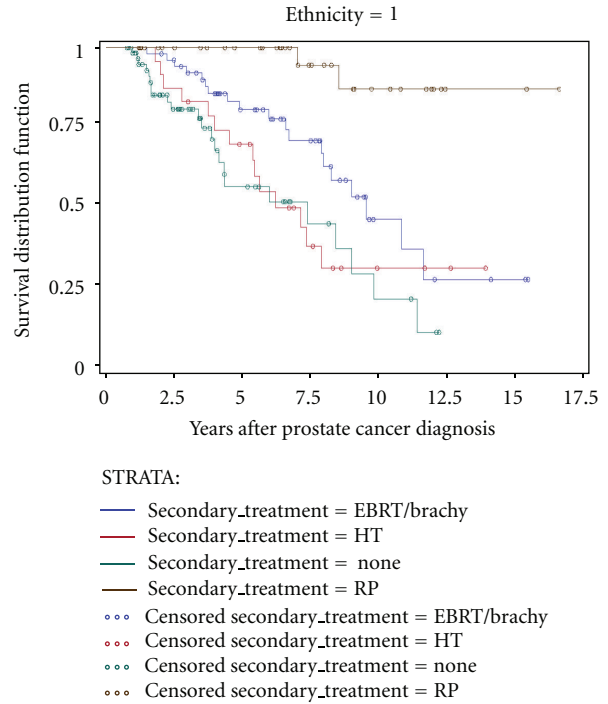 Ethnicity = 1
Survival distribution function
1
0.75
0.5
0.25
0
0 2.5 5 7.5 10 12.5 15 17.5
Years after prostate cancer diagnosis
STRATA:
Secondary_treatment = EBRT/brachy
Secondary_treatment = HT
Secondary_treatment = none
Secondary_treatment = RP
Censored secondary_treatment = EBRT/brachy
Censored secondary_treatment = HT
Censored secondary_treatment = none
Censored secondary_treatment = RP